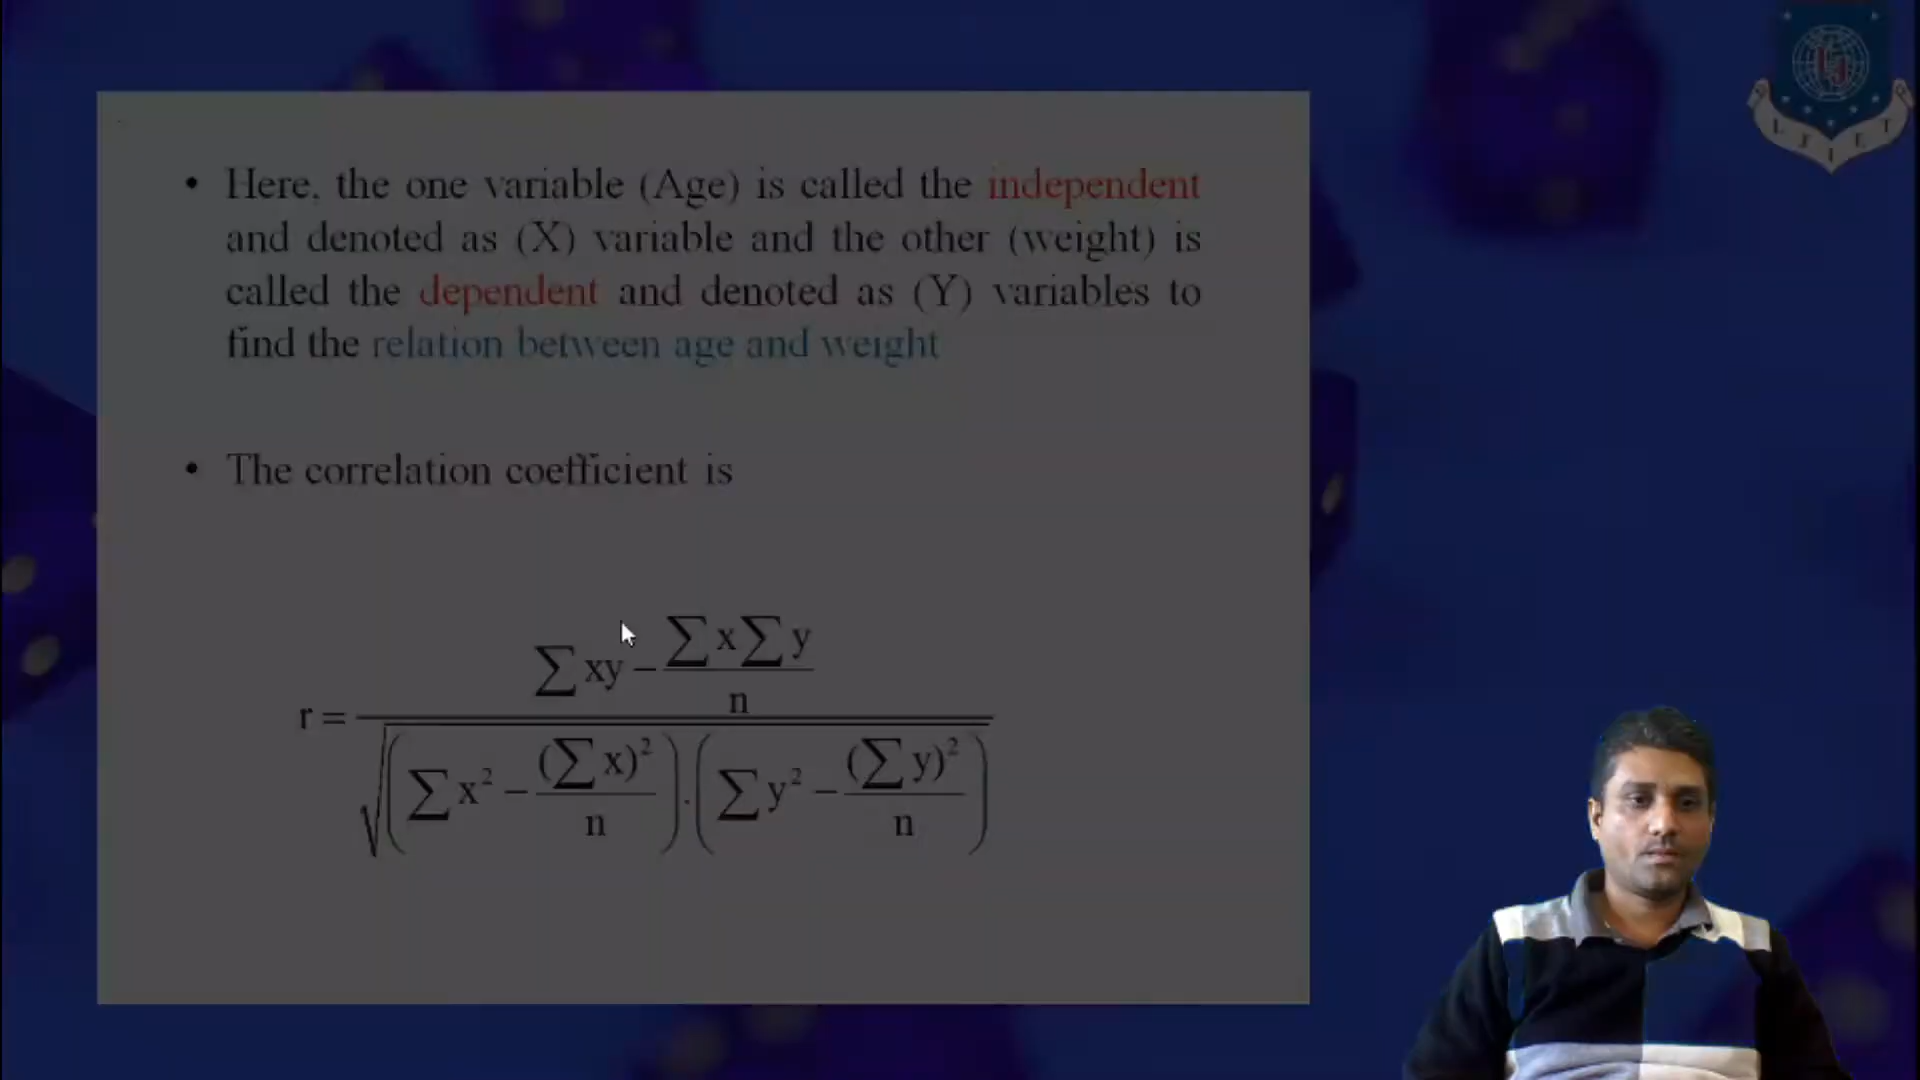 • Here, the one variable (Age) is called the independent
and denoted as (X) variable and the other (weight) is
called the dependent and denoted as (Y) variables to
find the relation between age and weight
• The correlation coefficient is
r = (∑xy − (∑x∑y)/n) / √((∑x² − (∑x)²/n).(∑y² − (∑y)²/n))
L J I E T